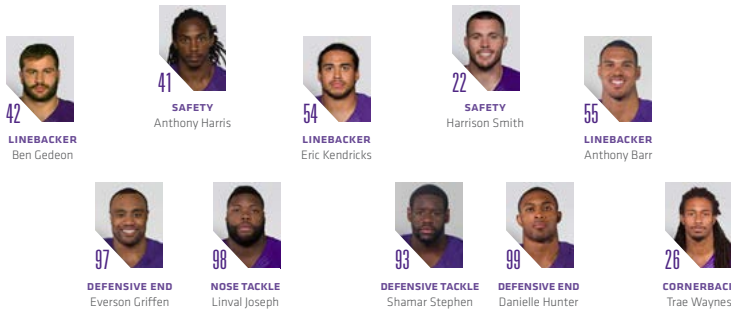 41
SAFETY
Anthony Harris
22
SAFETY
Harrison Smith
42
LINEBACKER
Ben Gedeon
54
LINEBACKER
Eric Kendricks
55
LINEBACKER
Anthony Barr
97
DEFENSIVE END
Everson Griffen
98
NOSE TACKLE
Linval Joseph
93
DEFENSIVE TACKLE
Shamar Stephen
99
DEFENSIVE END
Danielle Hunter
26
CORNERBACK
Trae Waynes